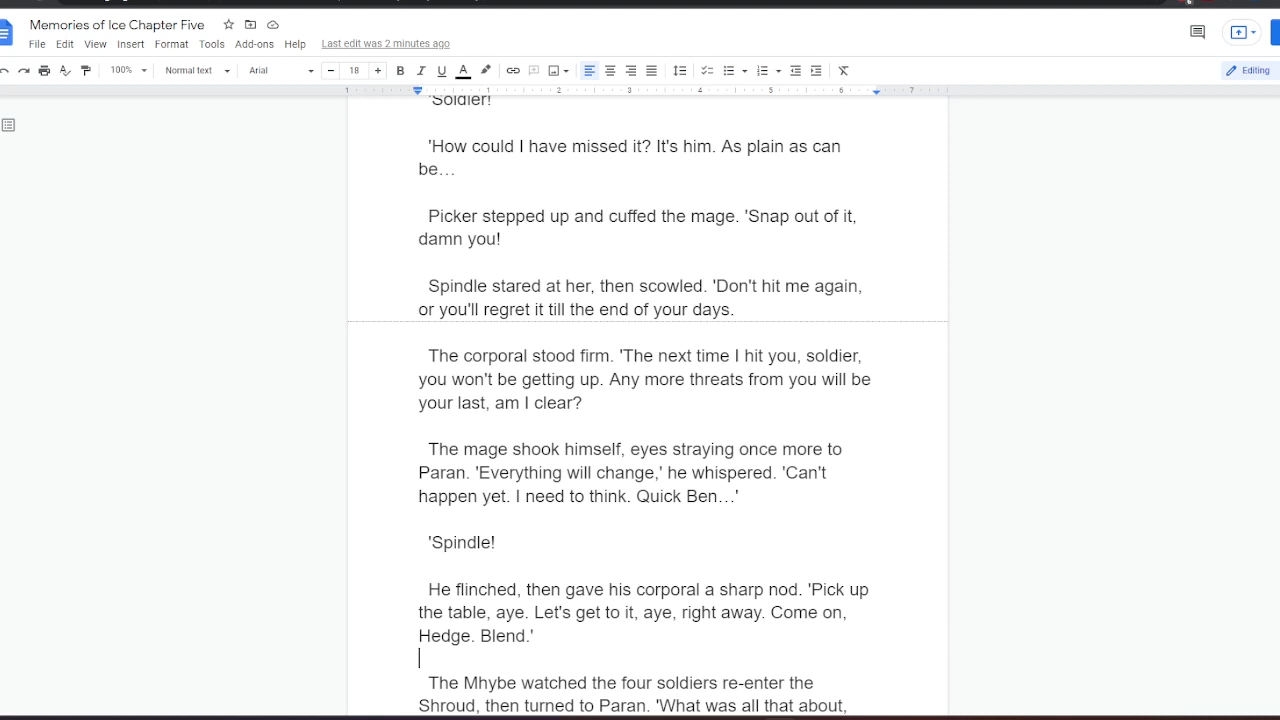 Memories of Ice Chapter Five
File Edit View Insert Format Tools Add-ons Help Last edit was 2 minutes ago
100% Normal text Arial 18 B I U A Editing
1 1 2 3 4 5 6 7
'Soldier!
'How could I have missed it? It's him. As plain as can
be…
Picker stepped up and cuffed the mage. 'Snap out of it,
damn you!
Spindle stared at her, then scowled. 'Don't hit me again,
or you'll regret it till the end of your days.
The corporal stood firm. 'The next time I hit you, soldier,
you won't be getting up. Any more threats from you will be
your last, am I clear?
The mage shook himself, eyes straying once more to
Paran. 'Everything will change,' he whispered. 'Can't
happen yet. I need to think. Quick Ben…'
'Spindle!
He flinched, then gave his corporal a sharp nod. 'Pick up
the table, aye. Let's get to it, aye, right away. Come on,
Hedge. Blend.'
The Mhybe watched the four soldiers re-enter the
Shroud, then turned to Paran. 'What was all that about,